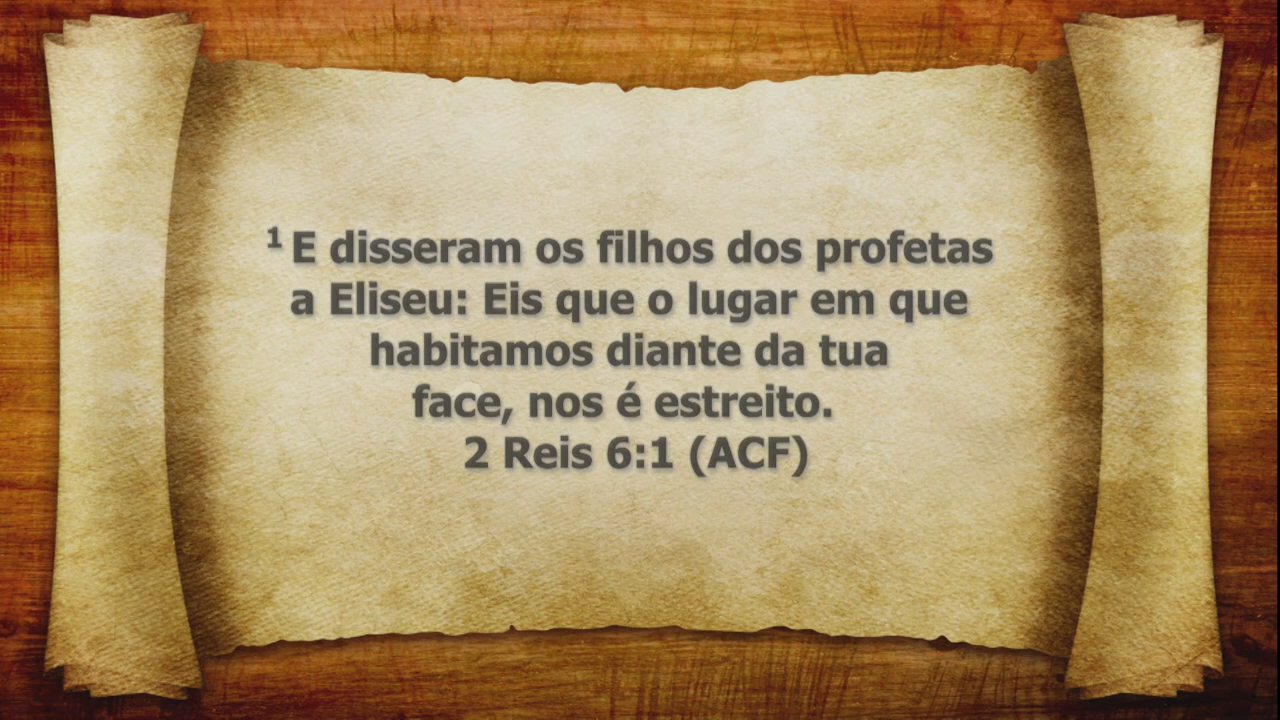 ¹ E disseram os filhos dos profetas
a Eliseu: Eis que o lugar em que
habitamos diante da tua
face, nos é estreito.
2 Reis 6:1 (ACF)